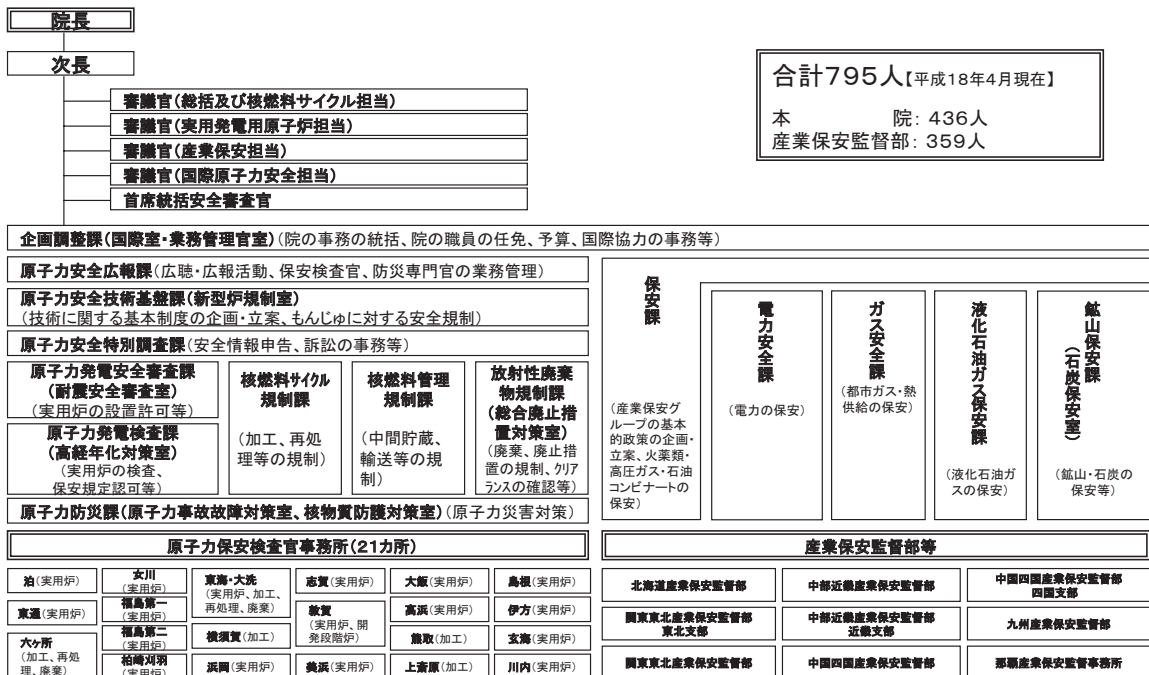 院長
次長
審議官(総括及び核燃料サイクル担当)
審議官(実用発電用原子炉担当)
審議官(産業保安担当)
審議官(国際原子力安全担当)
首席統括安全審査官
合計795人【平成18年4月現在】
本　　　院：436人
産業保安監督部：359人
企画調整課(国際室・業務管理官室)(院の事務の統括、院の職員の任免、予算、国際協力の事務等)
原子力安全広報課(広聴・広報活動、保安検査官、防災専門官の業務管理)
原子力安全技術基盤課(新型炉規制室)
(技術に関する基本制度の企画・立案、もんじゅに対する安全規制)
原子力安全特別調査課(安全情報申告、訴訟の事務等)
原子力発電安全審査課
(耐震安全審査室)
(実用炉の設置許可等)
原子力発電検査課
(高経年化対策室)
(実用炉の検査、
保安規定認可等)
核燃料サイクル
規制課
(加工、再処
理等の規制)
核燃料管理
規制課
(中間貯蔵、
輸送等の規
制)
放射性廃棄
物規制課
(総合廃止措
置対策室)
(廃棄、廃止措
置の規制、クリア
ランスの確認等)
原子力防災課(原子力事故故障対策室、核物質防護対策室)(原子力災害対策)
保安課
(産業保安グ
ループの基本
的政策の企画・
立案、火薬類・
高圧ガス・石油
コンビナートの
保安)
電力安全課
(電力の保安)
ガス安全課
(都市ガス・熱
供給の保安)
液化石油ガス保安課
(液化石油ガ
スの保安)
鉱山保安課
(石炭保安室)
(鉱山・石炭の
保安等)
原子力保安検査官事務所(21カ所)
泊(実用炉)
東通(実用炉)
六ヶ所
(加工、再処
理、廃棄)
女川
(実用炉)
福島第一
(実用炉)
福島第二
(実用炉)
柏崎刈羽
(実用炉)
東海・大洗
(実用炉、加工、
再処理、廃棄)
横須賀(加工)
浜岡(実用炉)
志賀(実用炉)
敦賀
(実用炉、開
発段階炉)
美浜(実用炉)
大飯(実用炉)
高浜(実用炉)
熊取(加工)
上斎原(加工)
島根(実用炉)
伊方(実用炉)
玄海(実用炉)
川内(実用炉)
産業保安監督部等
北海道産業保安監督部
関東東北産業保安監督部
東北支部
関東東北産業保安監督部
中部近畿産業保安監督部
中部近畿産業保安監督部
近畿支部
中国四国産業保安監督部
中国四国産業保安監督部
四国支部
九州産業保安監督部
那覇産業保安監督事務所